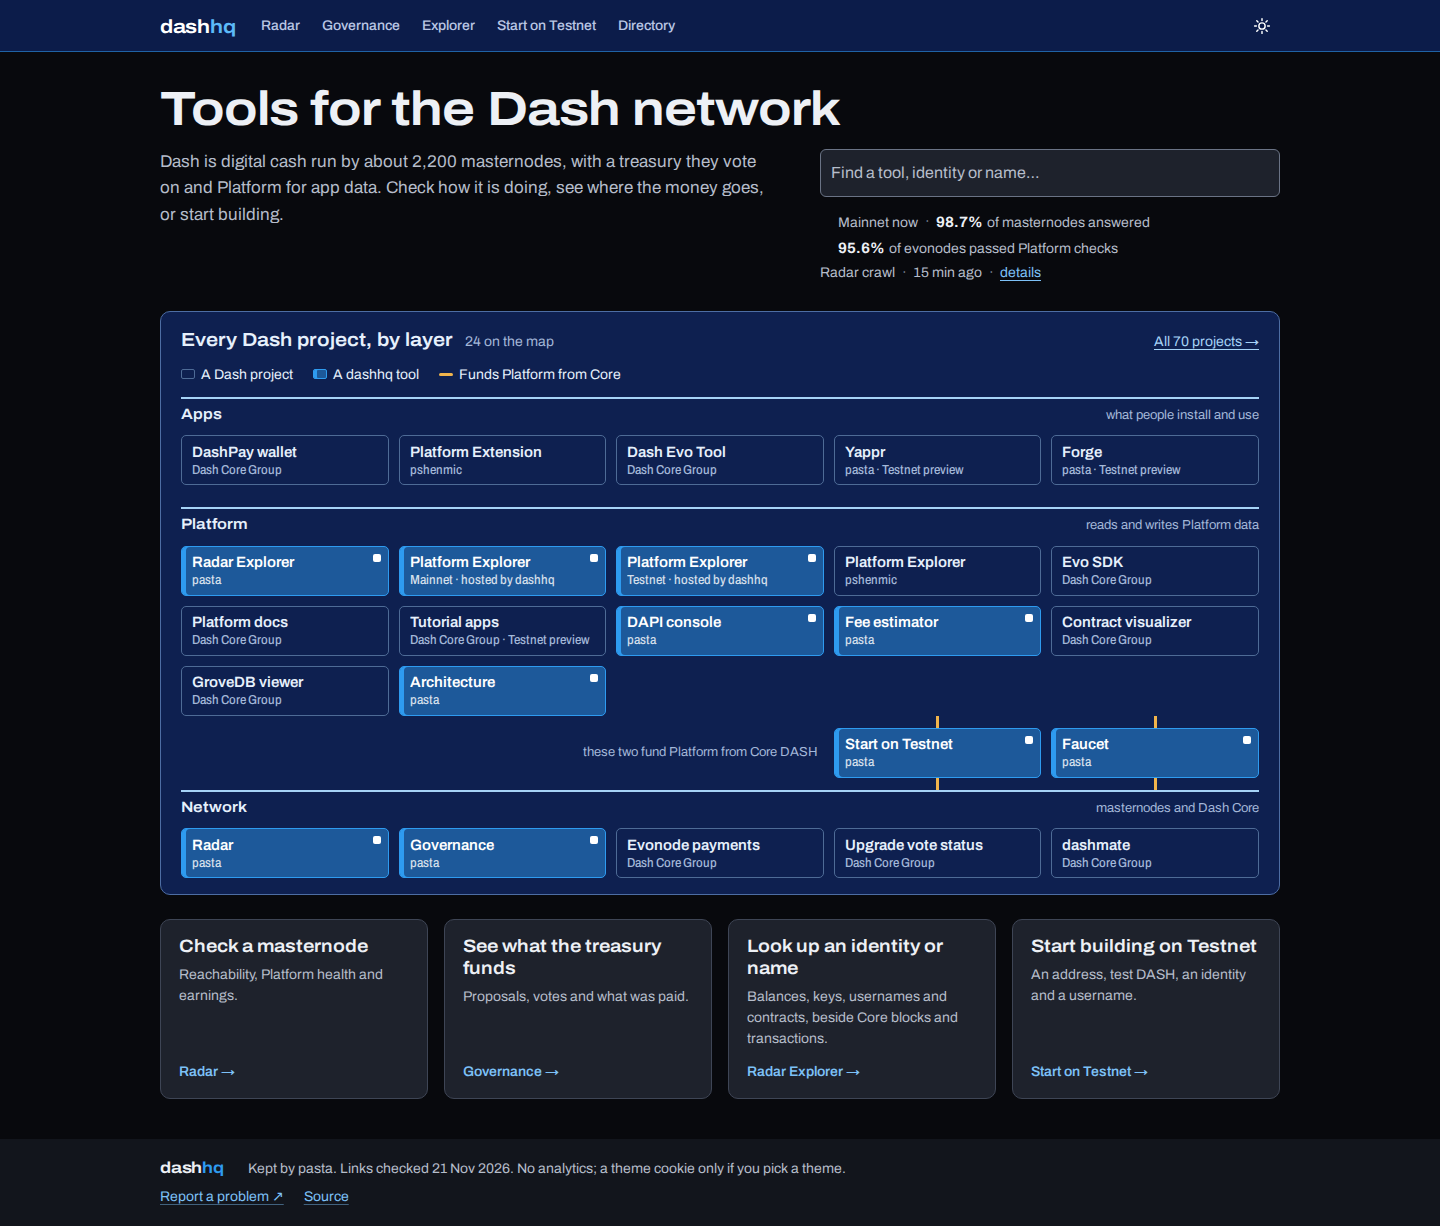 dashhq Radar Governance Explorer Start on Testnet Directory
Tools for the Dash network
Dash is digital cash run by about 2,200 masternodes, with a treasury they vote
on and Platform for app data. Check how it is doing, see where the money goes,
or start building.
Find a tool, identity or name...
Mainnet now · 98.7% of masternodes answered
95.6% of evonodes passed Platform checks
Radar crawl · 15 min ago · details
Every Dash project, by layer 24 on the map All 70 projects →
A Dash project A dashhq tool Funds Platform from Core
Apps what people install and use
DashPay wallet
Dash Core Group
Platform Extension
pshenmic
Dash Evo Tool
Dash Core Group
Yappr
pasta · Testnet preview
Forge
pasta · Testnet preview
Platform reads and writes Platform data
Radar Explorer
pasta
Platform Explorer
Mainnet · hosted by dashhq
Platform Explorer
Testnet · hosted by dashhq
Platform Explorer
pshenmic
Evo SDK
Dash Core Group
Platform docs
Dash Core Group
Tutorial apps
Dash Core Group · Testnet preview
DAPI console
pasta
Fee estimator
pasta
Contract visualizer
Dash Core Group
GroveDB viewer
Dash Core Group
Architecture
pasta
these two fund Platform from Core DASH
Start on Testnet
pasta
Faucet
pasta
Network masternodes and Dash Core
Radar
pasta
Governance
pasta
Evonode payments
Dash Core Group
Upgrade vote status
Dash Core Group
dashmate
Dash Core Group
Check a masternode
Reachability, Platform health and
earnings.
Radar →
See what the treasury
funds
Proposals, votes and what was paid.
Governance →
Look up an identity or
name
Balances, keys, usernames and
contracts, beside Core blocks and
transactions.
Radar Explorer →
Start building on Testnet
An address, test DASH, an identity
and a username.
Start on Testnet →
dashhq Kept by pasta. Links checked 21 Nov 2026. No analytics; a theme cookie only if you pick a theme.
Report a problem ↗ Source